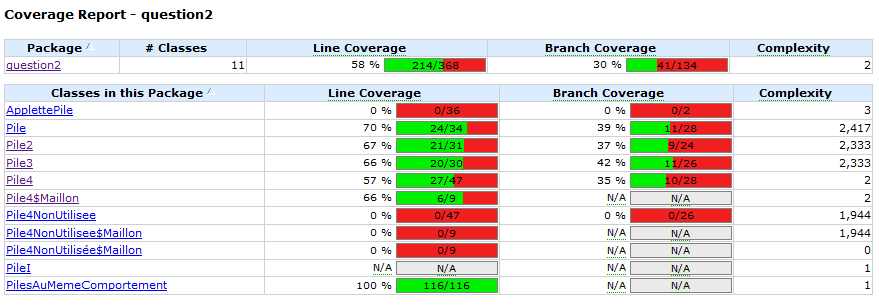 Coverage Report - question2
Package # Classes Line Coverage Branch Coverage Complexity
question2 11 58 % 214/368 30 % 41/134 2
Classes in this Package Line Coverage Branch Coverage Complexity
ApplettePile 0 % 0/36 0 % 0/2 3
Pile 70 % 24/34 39 % 11/28 2,417
Pile2 67 % 21/31 37 % 9/24 2,333
Pile3 66 % 20/30 42 % 11/26 2,333
Pile4 57 % 27/47 35 % 10/28 2
Pile4$Maillon 66 % 6/9 N/A N/A 2
Pile4NonUtilisee 0 % 0/47 0 % 0/26 1,944
Pile4NonUtilisee$Maillon 0 % 0/9 N/A N/A 1,944
Pile4NonUtilisée$Maillon 0 % 0/9 N/A N/A 0
PileI N/A N/A N/A N/A 1
PilesAuMemeComportement 100 % 116/116 N/A N/A 1